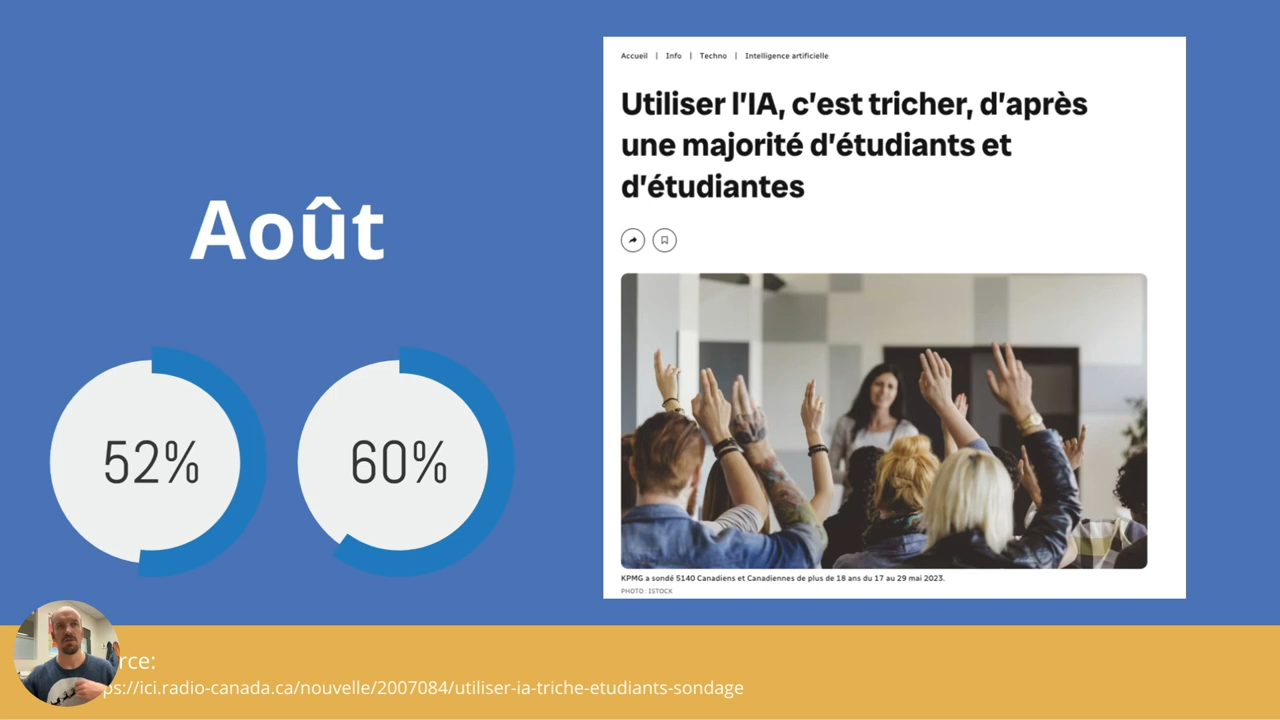 Août
52%
60%
Accueil | Info | Techno | Intelligence artificielle
Utiliser l'IA, c'est tricher, d'après
une majorité d'étudiants et
d'étudiantes
KPMG a sondé 5140 Canadiens et Canadiennes de plus de 18 ans du 17 au 29 mai 2023.
PHOTO : ISTOCK
rce:
ps://ici.radio-canada.ca/nouvelle/2007084/utiliser-ia-triche-etudiants-sondage